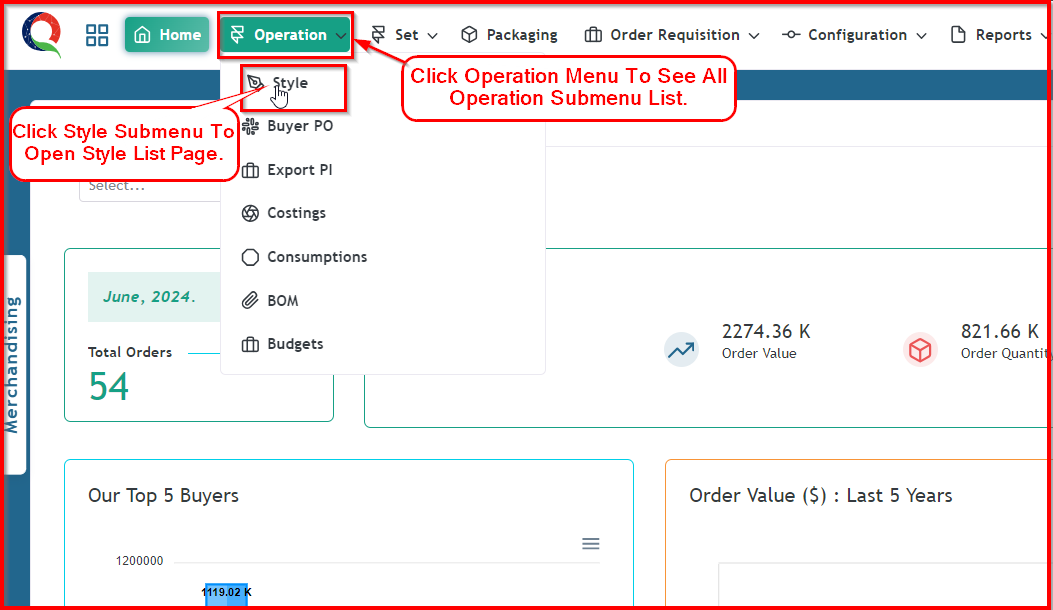 Home
Operation
Set
Packaging
Order Requisition
Configuration
Reports
Click Operation Menu To See All
Operation Submenu List.
Style
Click Style Submenu To
Open Style List Page.
Buyer PO
Export PI
Select...
Costings
Consumptions
BOM
Budgets
Merchandising
June, 2024.
Total Orders
54
2274.36 K
Order Value
821.66 K
Order Quantity
Our Top 5 Buyers
1200000
1119.02 K
Order Value ($) : Last 5 Years